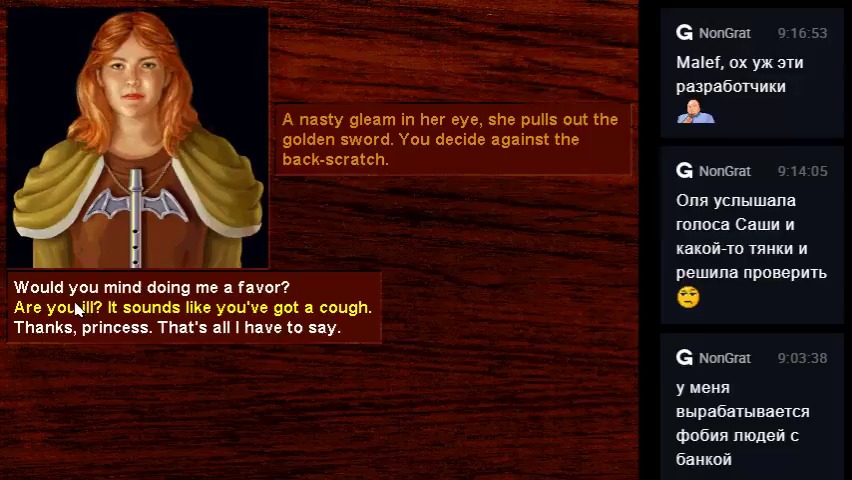 A nasty gleam in her eye, she pulls out the
golden sword. You decide against the
back-scratch.
Would you mind doing me a favor?
Are you ill? It sounds like you've got a cough.
Thanks, princess. That's all I have to say.
G NonGrat 9:16:53
Malef, ох уж эти
разработчики
G NonGrat 9:14:05
Оля услышала
голоса Саши и
какой-то тянки и
решила проверить
G NonGrat 9:03:38
у меня
вырабатывается
фобия людей с
банкой